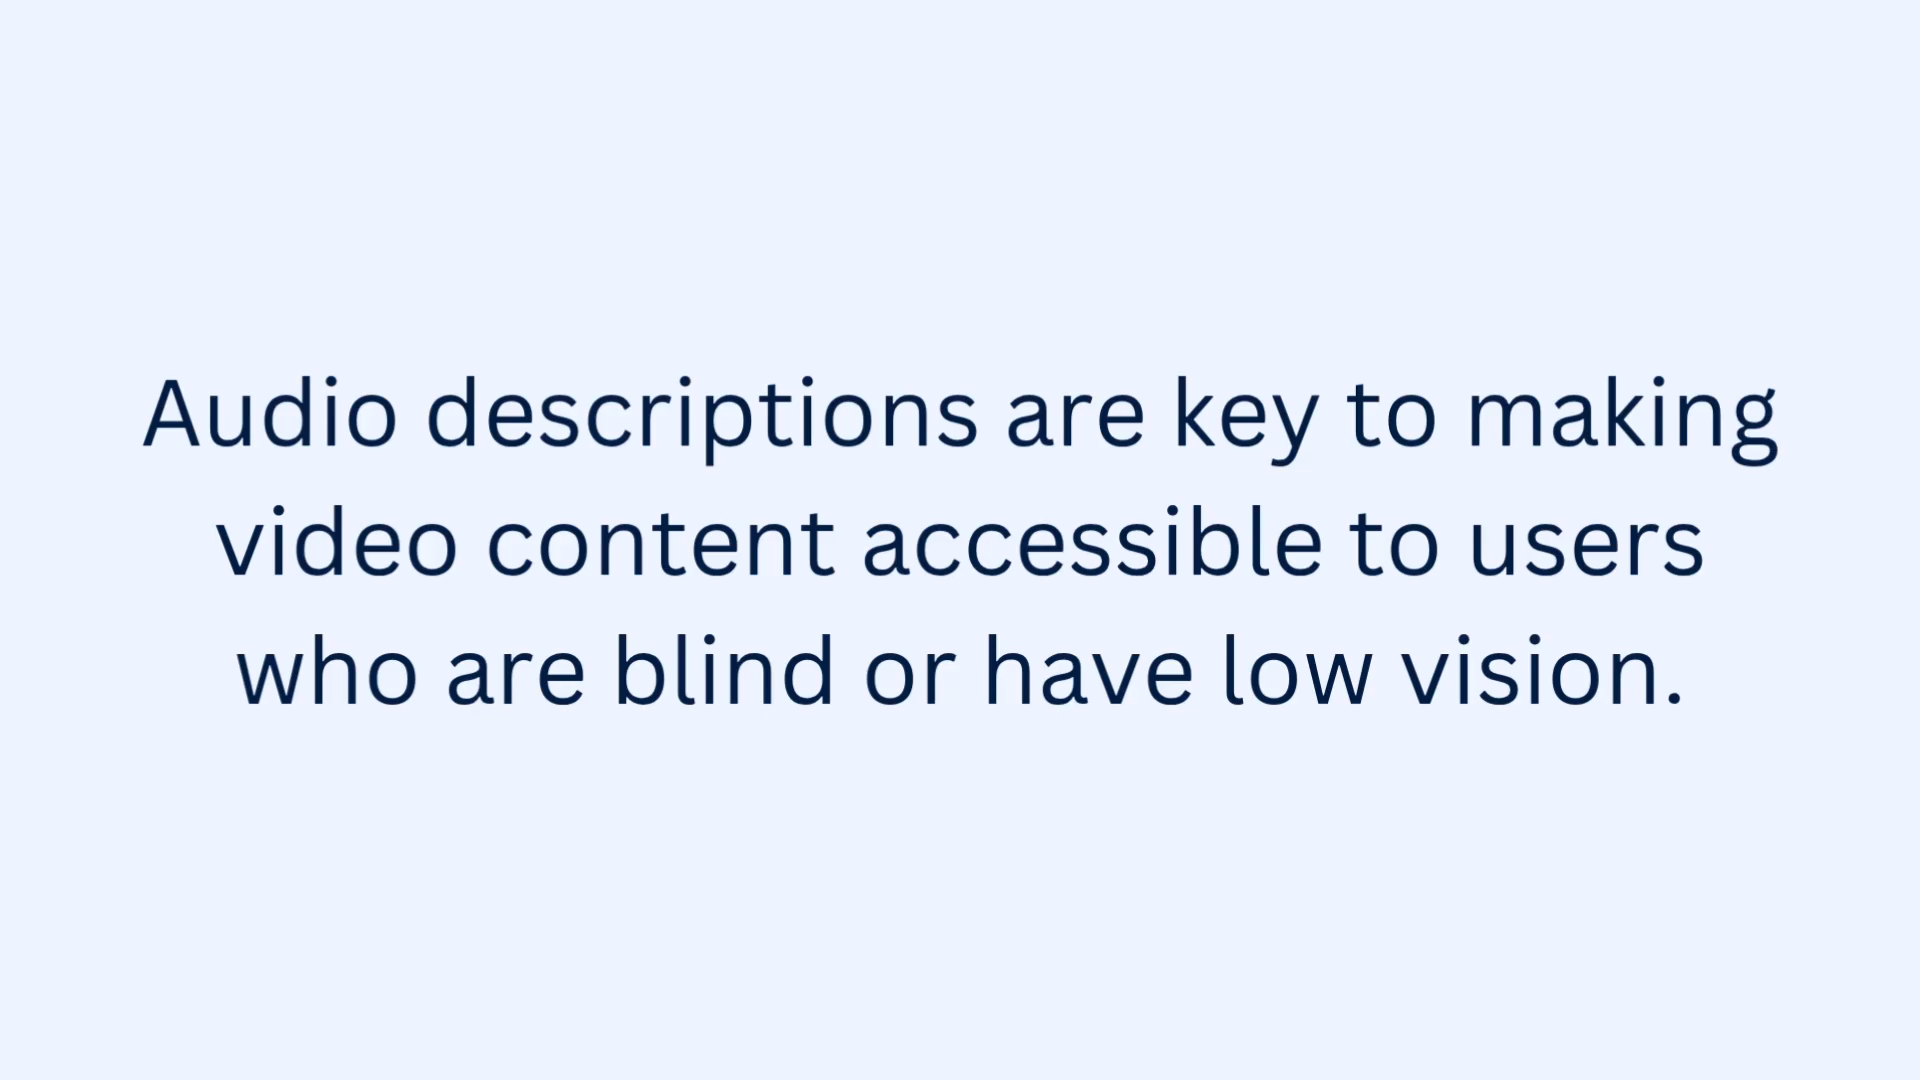 Audio descriptions are key to making
video content accessible to users
who are blind or have low vision.